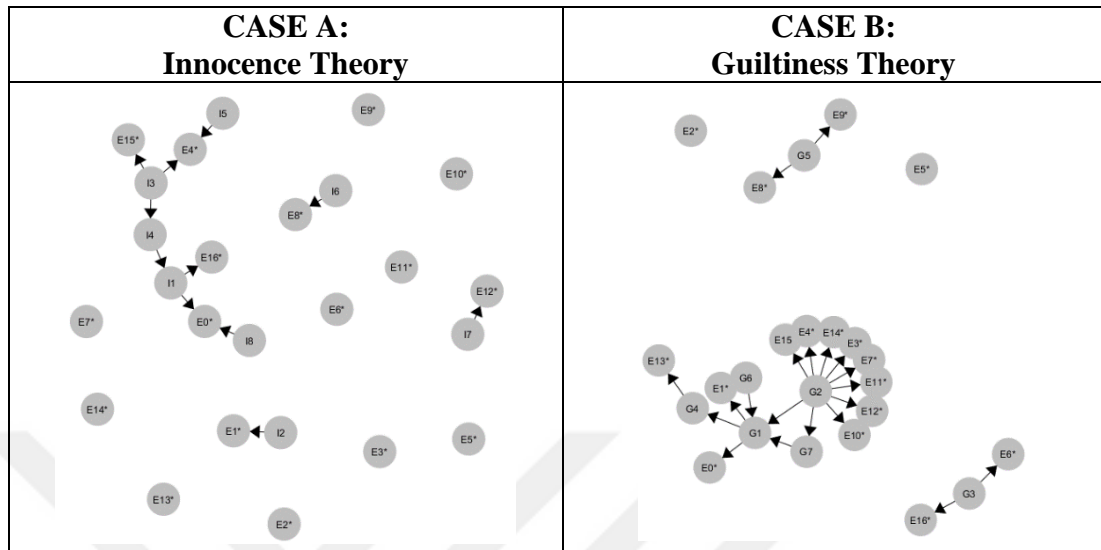 CASE A:
Innocence Theory
CASE B:
Guiltiness Theory
I5
E9*
E15*
E4*
I3
E10*
I6
E8*
I4
E16*
E11*
I1
E12*
E6*
E7*
E0*
I7
I8
E14*
E1*
I2
E5*
E3*
E13*
E2*
E9*
E2*
G5
E5*
E8*
E4*
E14*
E15
E3*
E13*
E7*
G6
E11*
E1*
G2
G4
E12*
G1
E10*
G7
E6*
E0*
G3
E16*